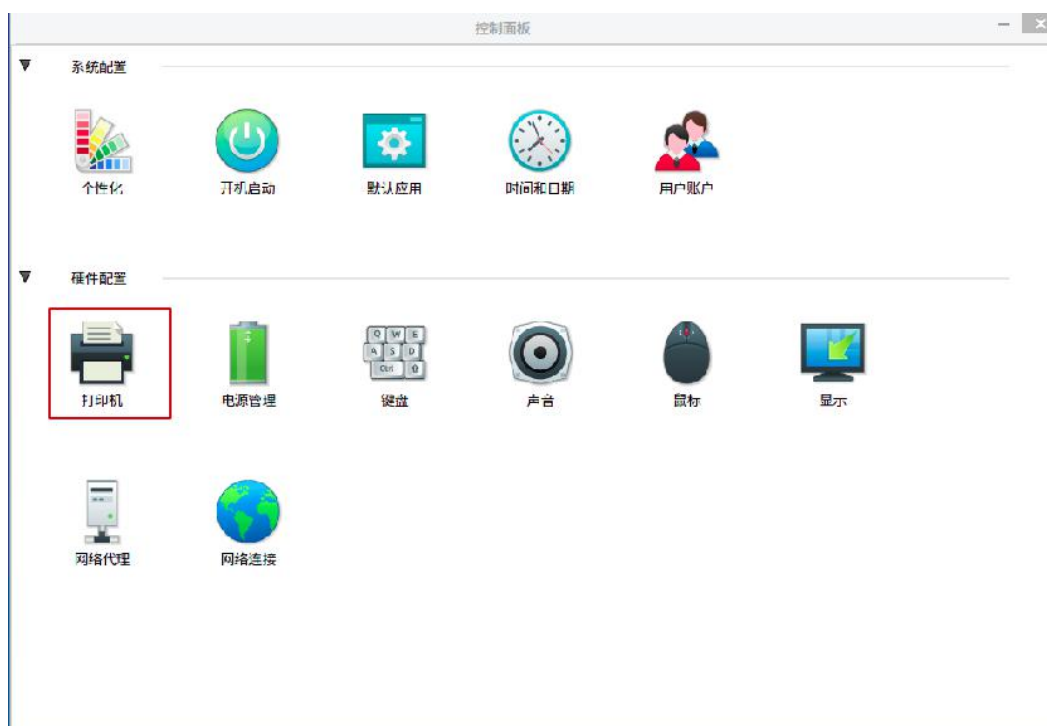 控制面板
系统配置
个性化 开机启动 默认应用 时间和日期 用户账户
硬件配置
Q W E
A S D
Ctrl
打印机 电源管理 键盘 声音 鼠标 显示
网络代理 网络连接